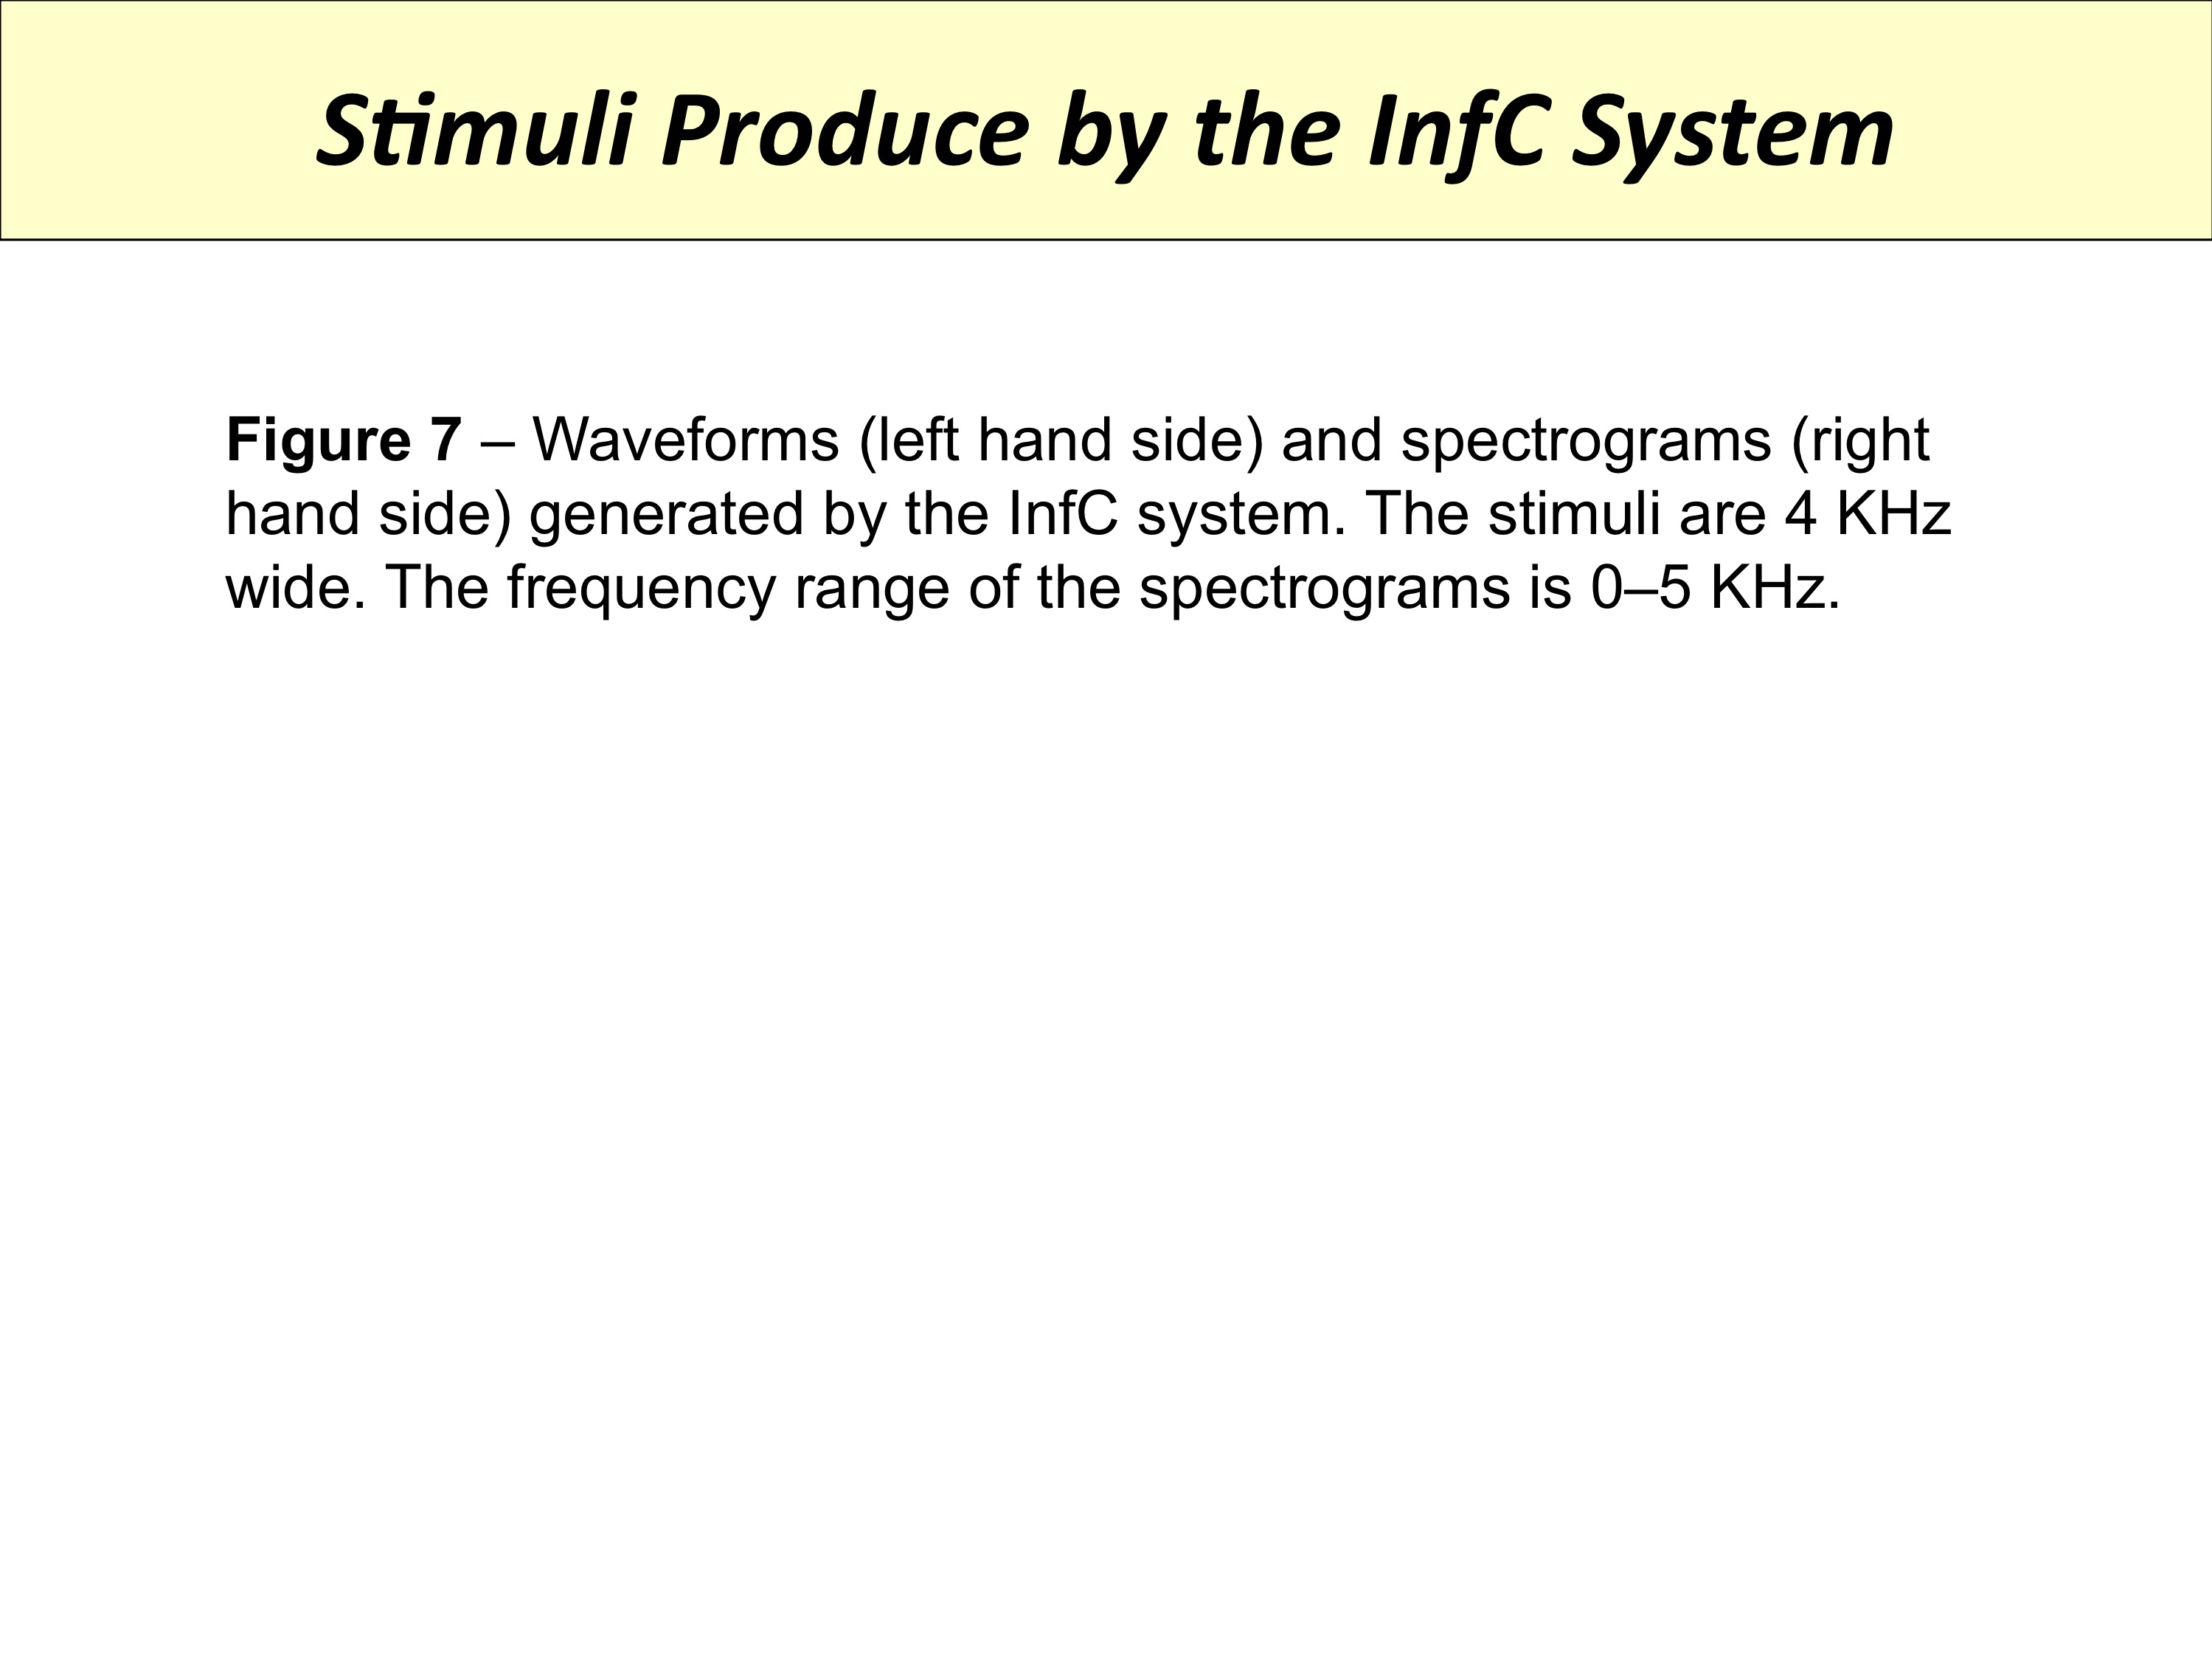 Stimuli Produce by the InfC System
Figure 7 – Waveforms (left hand side) and spectrograms (right
hand side) generated by the InfC system. The stimuli are 4 KHz
wide. The frequency range of the spectrograms is 0–5 KHz.